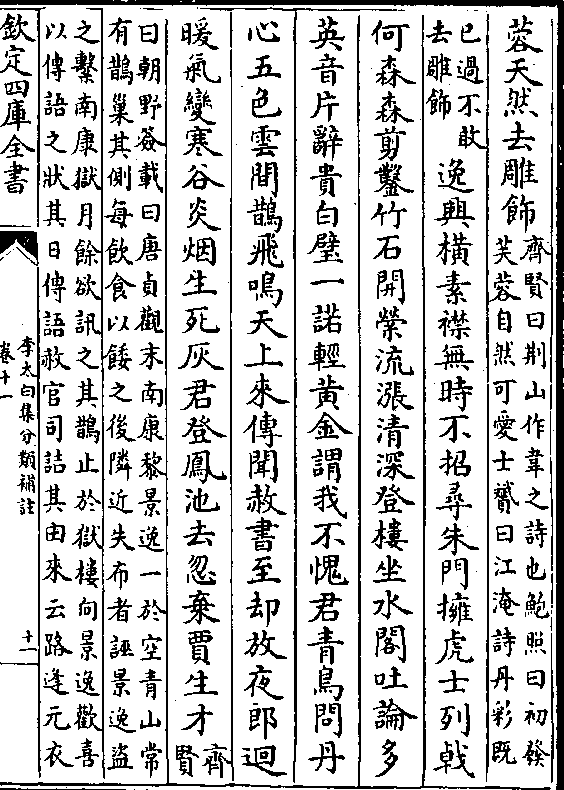 蓉天然去雕飾齊賢曰荆山作韋之詩也鮑照曰初發
芙蓉自然可愛士贇曰江淹詩丹彩既
已過不敢
去雕飾逸興横素襟無時不招尋朱門擁虎士列㦸
何森森剪鑿竹石開縈流漲清深登樓坐水閣吐論多
英音片辭貴白璧一諾輕黄金謂我不愧君青鳥問丹
心五色雲間鵲飛鳴天上來傳聞赦書至却放夜郎迴
暖氣變寒谷炎烟生死灰君登鳳池去忽棄賈生才齊
賢
曰朝野僉載曰唐貞觀末南康黎景逸一於空青山常
有鵲巢其側每飲食以餧之後隣近失布者誣景逸盗
之繫南康獄月餘欲訊之其鵲止於獄樓向景逸歡喜
以傳語之狀其日傳語赦官司詰其由來云路逢元衣
欽定四庫全書
李太白集分類補註
卷十一
十一